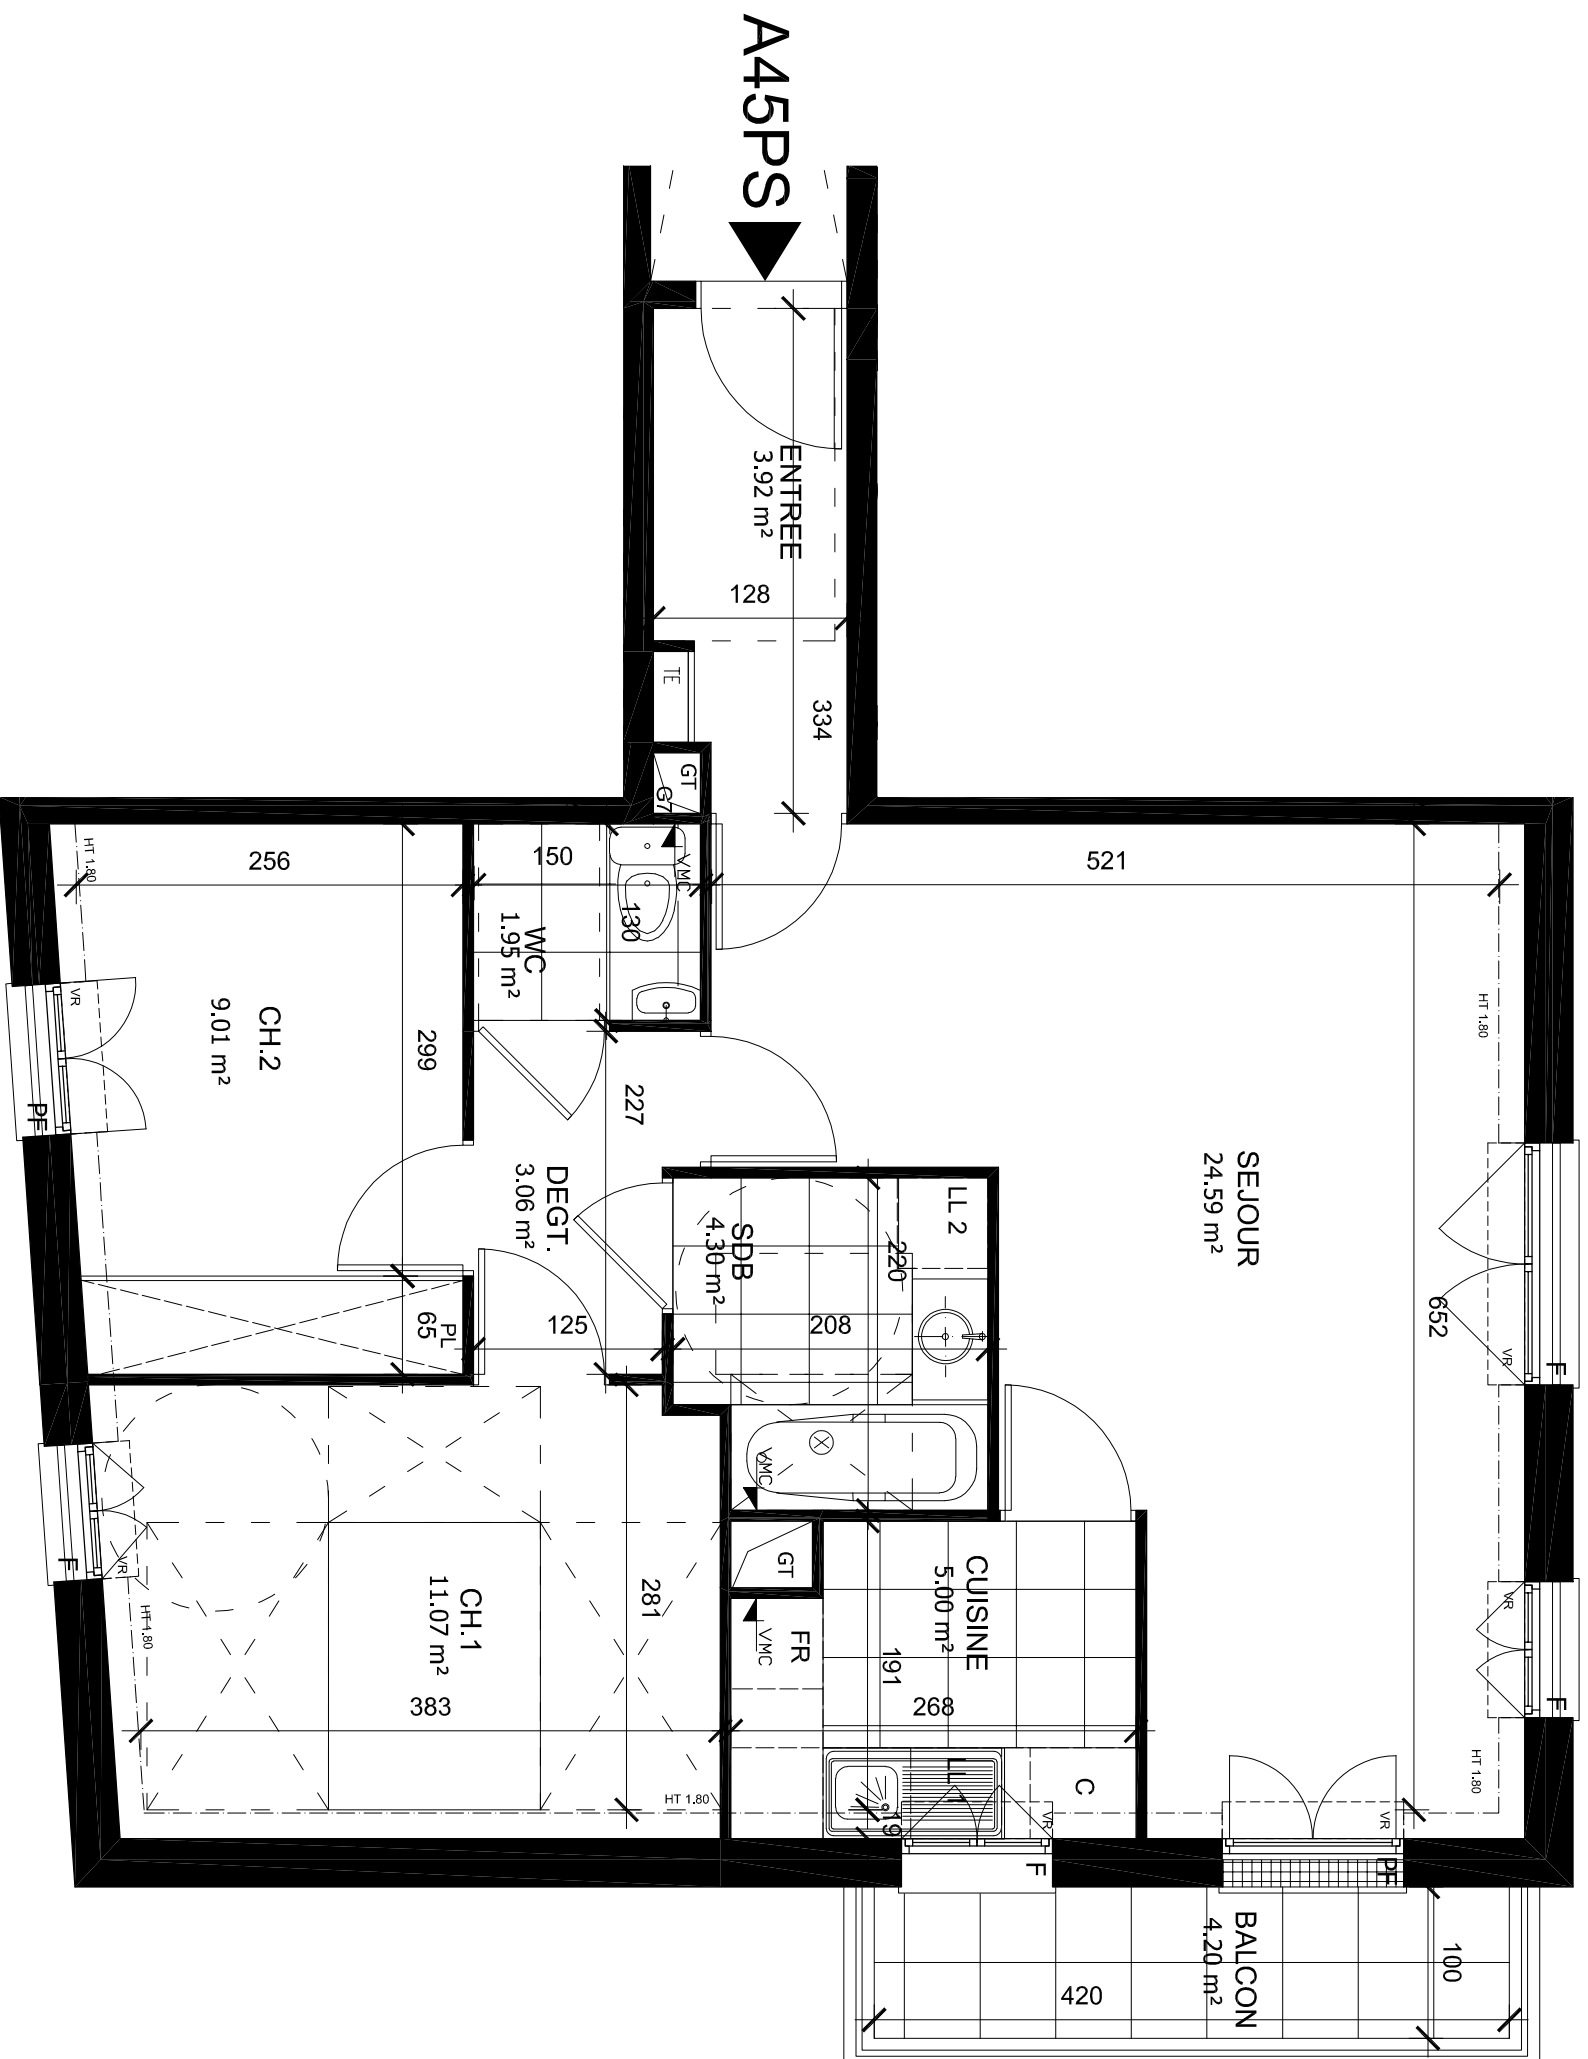 A45PS
ENTREE
3.92 m²
128
334
TE
GT
VMC
HT 1.80
256
150
521
130
WC
1.95 m²
HT 1.80
VR
CH.2
9.01 m²
299
227
PF
DEGT.
3.06 m²
SDB
4.30 m²
LL 2
220
SEJOUR
24.59 m²
PL
65
125
208
652
VR
F
VMC
VR
F
GT
CUISINE
5.00 m²
CH.1
11.07 m²
281
HT 1.80
VMC
FR
191
VR
F
383
268
HT 1.80
C
HT 1.80
VR
VR
F
PF
BALCON
4.20 m²
100
420